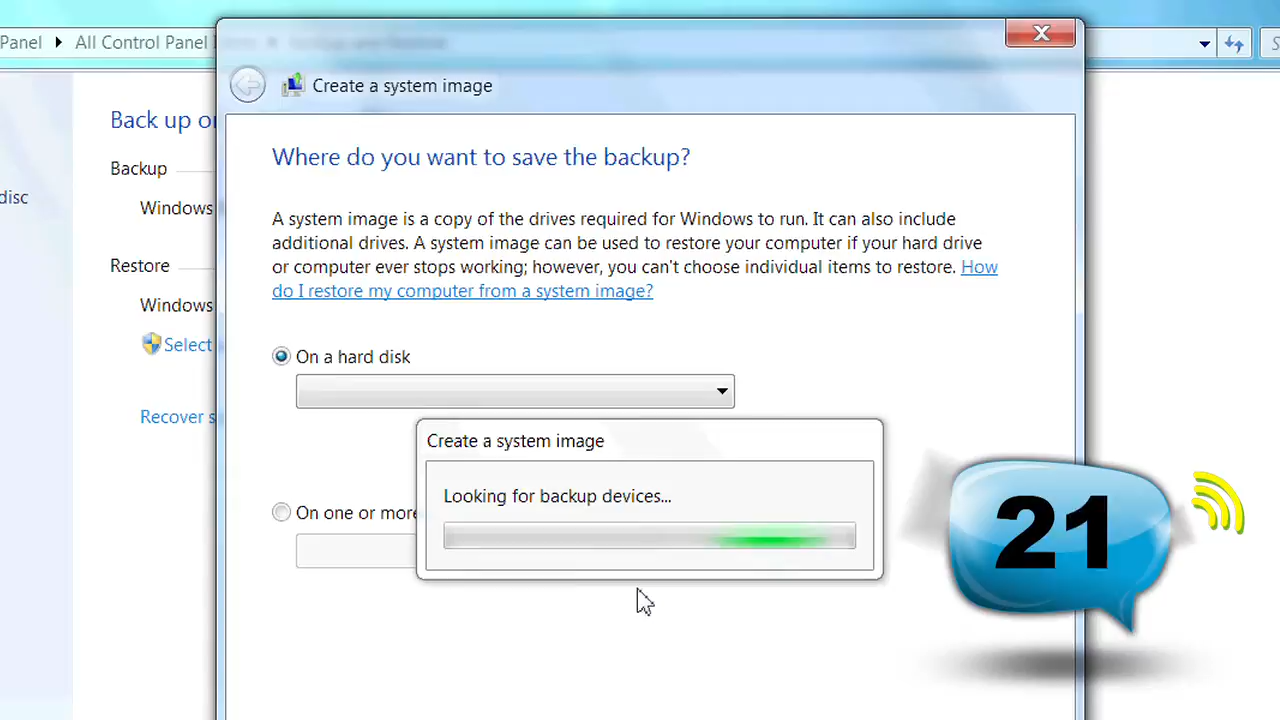 Panel ▸ All Control Panel
Create a system image
Back up or
Where do you want to save the backup?
Backup
disc
Windows
A system image is a copy of the drives required for Windows to run. It can also include
additional drives. A system image can be used to restore your computer if your hard drive
or computer ever stops working; however, you can't choose individual items to restore. How
do I restore my computer from a system image?
Restore
Windows
Select
On a hard disk
Recover s
Create a system image
Looking for backup devices...
On one or more
21